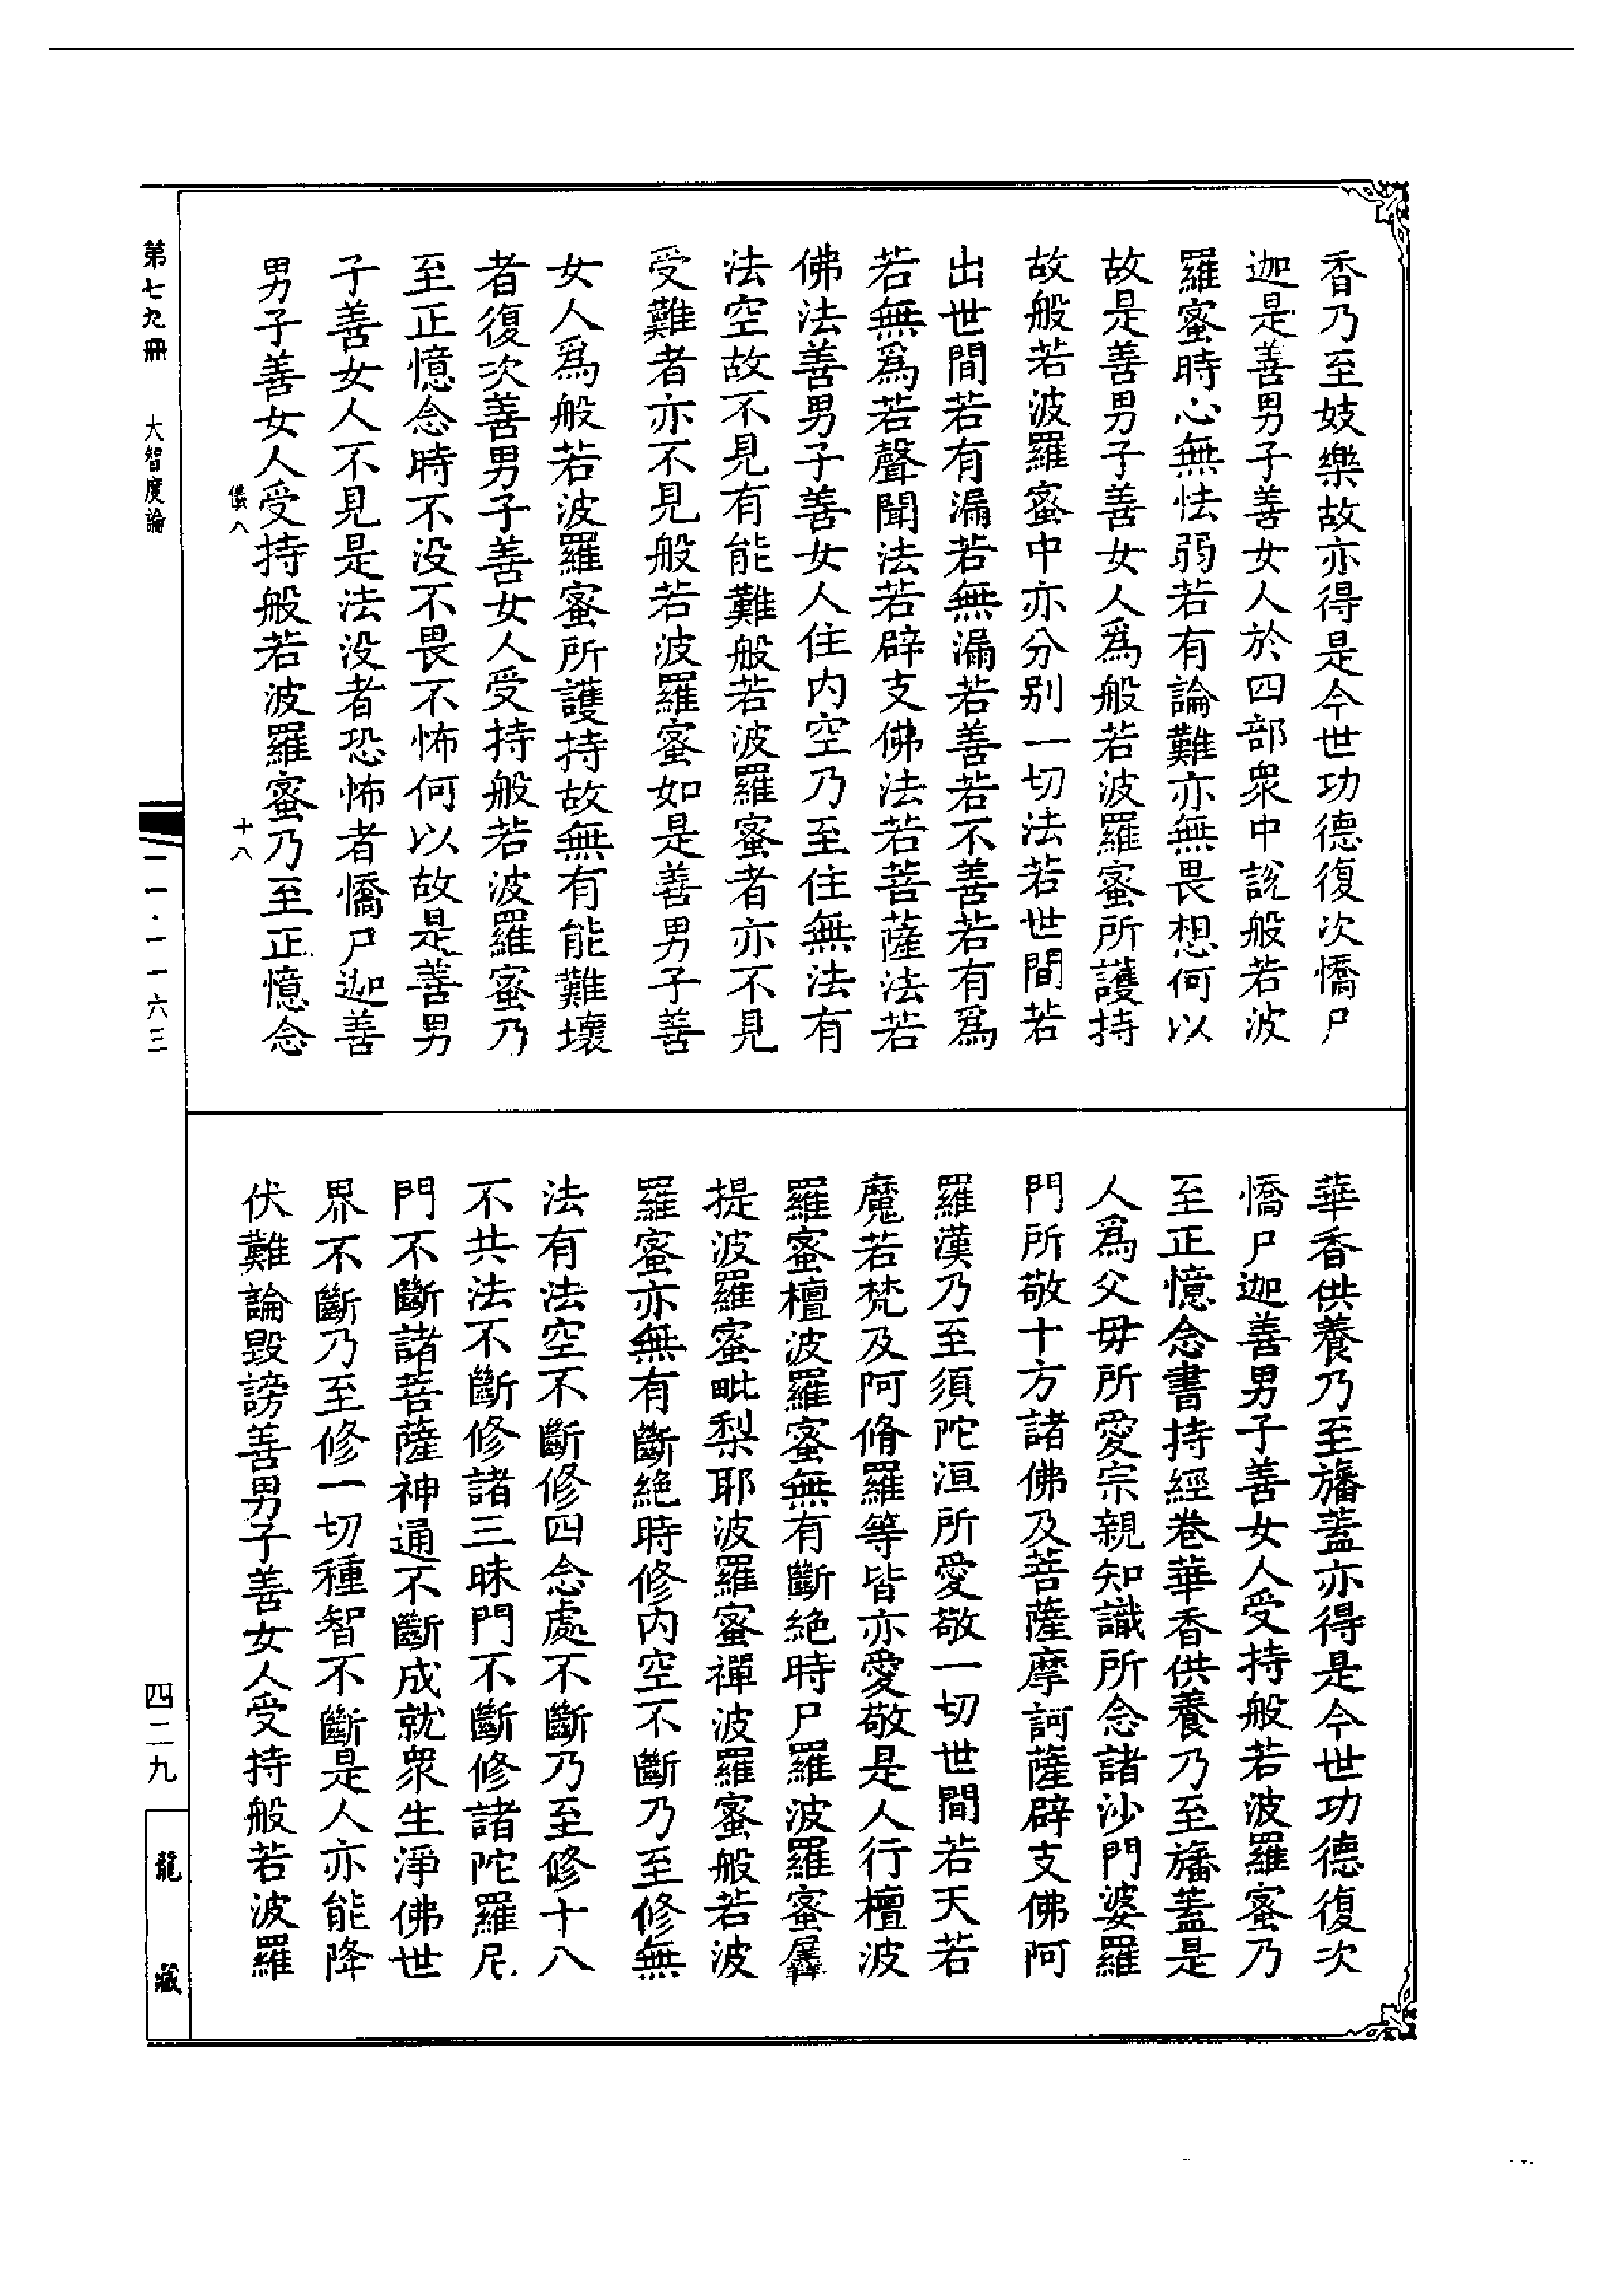 香乃至妓樂故亦得是今世功德復次憍尸
迦是善男子善女人於四部衆中說般若波
羅蜜時心無怯弱若有論難亦無畏想何以
故是善男子善女人爲般若波羅蜜所護持
故般若波羅蜜中亦分别一切法若世間若
出世間若有漏若無漏若善若不善若有爲
若無爲若聲聞法若辟支佛法若菩薩法若
佛法善男子善女人住内空乃至住無法有
法空故不見有能難般若波羅蜜者亦不見
受難者亦不見般若波羅蜜如是善男子善
女人爲般若波羅蜜所護持故無有能難壞
者復次善男子善女人受持般若波羅蜜乃
至正憶念時不没不畏不怖何以故是善男
子善女人不見是法没者恐怖者憍尸迦善
男子善女人受持般若波羅蜜乃至正憶念
華香供養乃至旛蓋亦得是今世功德復次
憍尸迦善男子善女人受持般若波羅蜜乃
至正憶念書持經卷華香供養乃至旛蓋是
人爲父母所愛宗親知識所念諸沙門婆羅
門所敬十方諸佛及菩薩摩訶薩辟支佛阿
羅漢乃至須陀洹所愛敬一切世間若天若
魔若梵及阿脩羅等皆亦愛敬是人行檀波
羅蜜檀波羅蜜無有斷絶時尸羅波羅蜜羼
提波羅蜜毗梨耶波羅蜜禪波羅蜜般若波
羅蜜亦無有斷絶時修内空不斷乃至修無
法有法空不斷修四念處不斷乃至修十八
不共法不斷修諸三昧門不斷修諸陀羅尼
門不斷諸菩薩神通不斷成就衆生淨佛世
界不斷乃至修一切種智不斷是人亦能降
伏難論毀謗善男子善女人受持般若波羅
儀八
十八
第七九冊 大智度論
一一·一一六三
四二九
龍藏